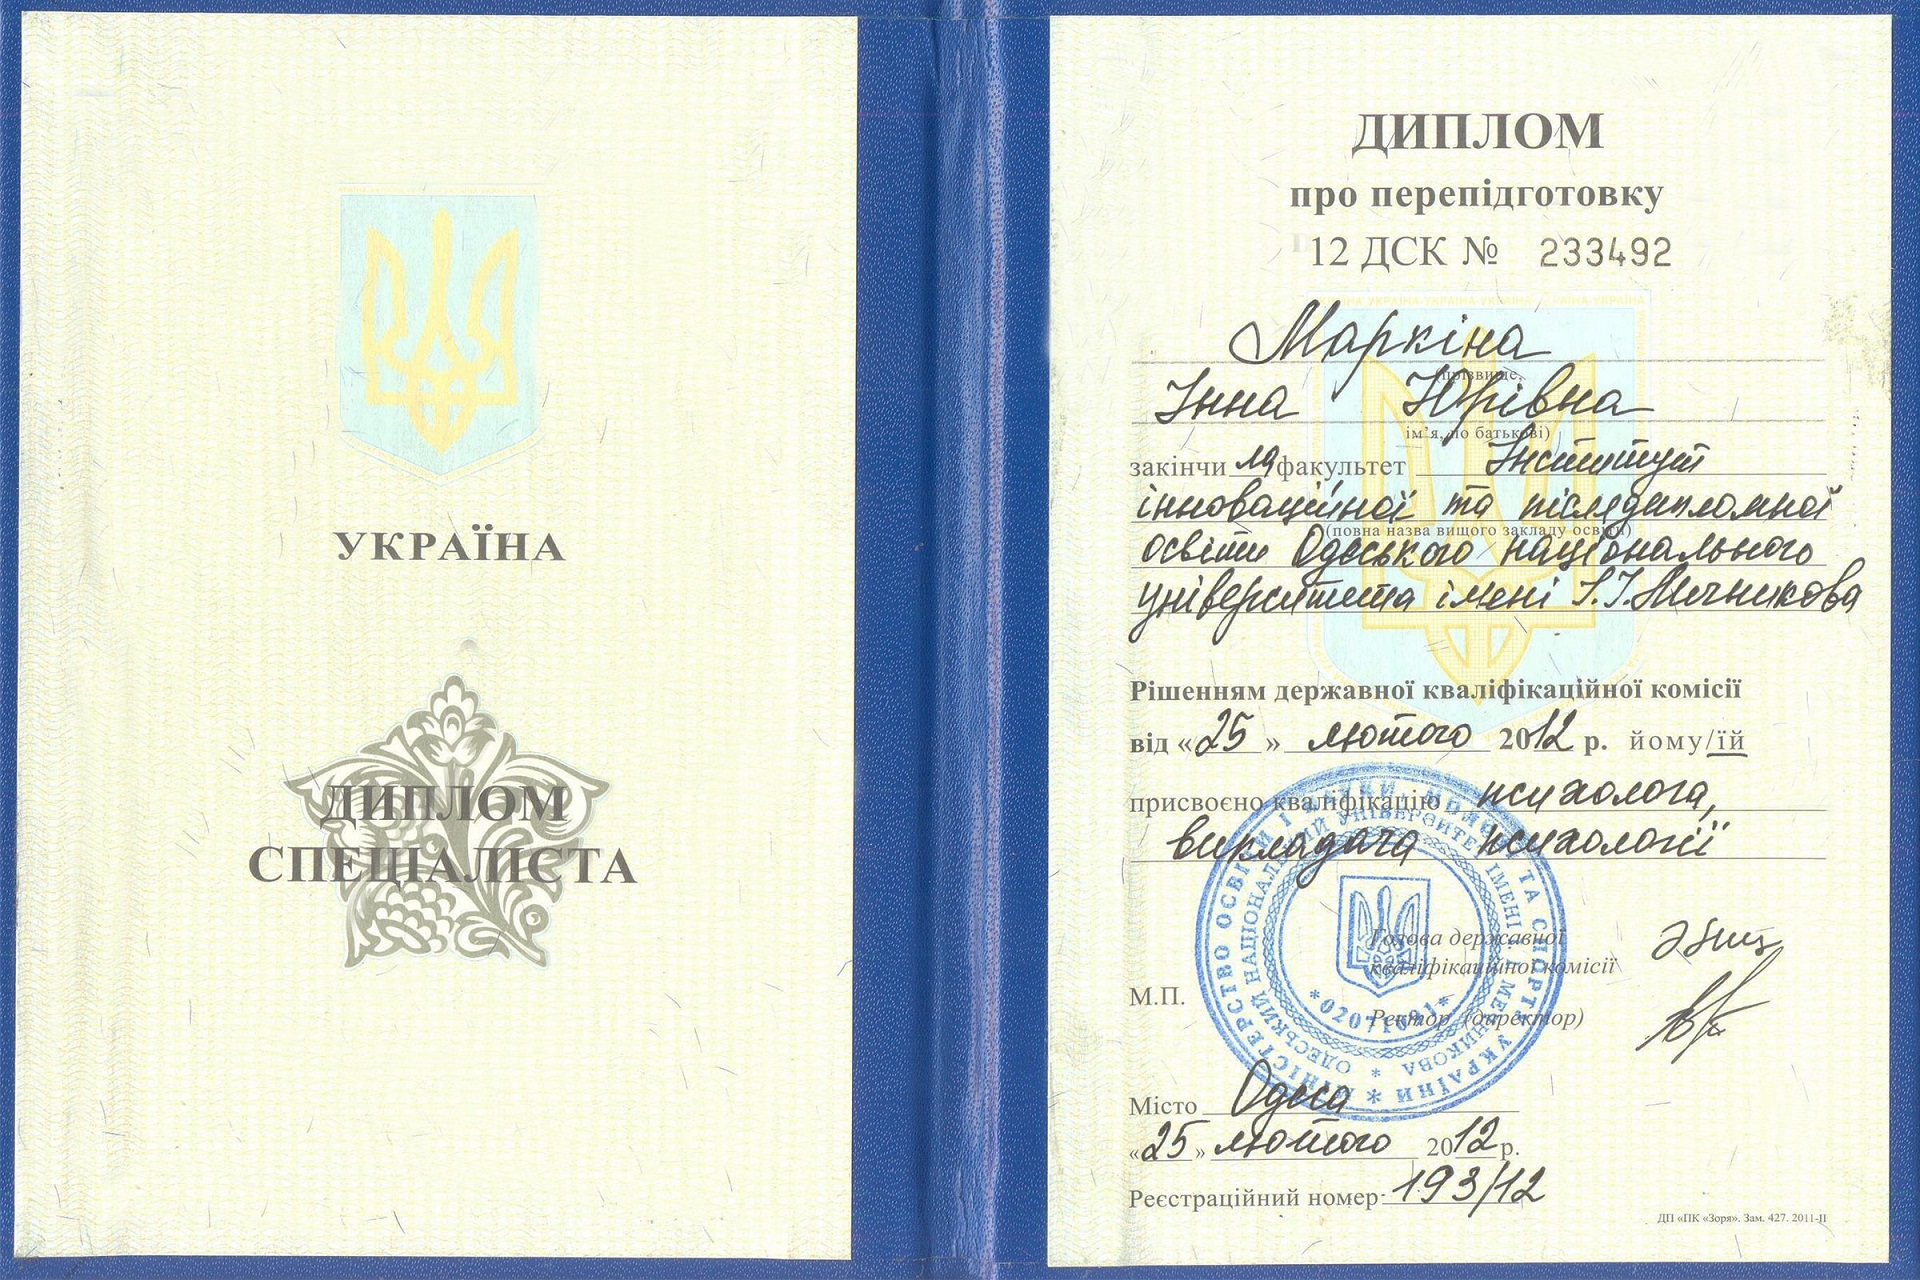 УКРАЇНА
ДИПЛОМ
СПЕЦІАЛІСТА
ДИПЛОМ
про перепідготовку
12 ДСК № 233492
Маркіна
(прізвище,
Інна Юріївна
ім’я, по батькові)
закінчила факультет Інститут
інноваційної та післядипломної
(повна назва вищого закладу освіти)
освіти Одеського національного
університета імені І.І.Мечникова
Рішенням державної кваліфікаційної комісії
від «25» лютого 2012 р. йому/їй
присвоєно кваліфікацію психолога,
викладача психології
Голова державної
кваліфікаційної комісії
М.П.
Ректор (директор)
МІНІСТЕРСТВО ОСВІТИ І НАУКИ, МОЛОДІ ТА СПОРТУ УКРАЇНИ *
ОДЕСЬКИЙ НАЦІОНАЛЬНИЙ УНІВЕРСИТЕТ ІМЕНІ І.І. МЕЧНИКОВА *
Місто Одеса
«25» лютого 2012 р.
Реєстраційний номер 193/12
ДП «ПК «Зоря». Зам. 427. 2011-ІІ